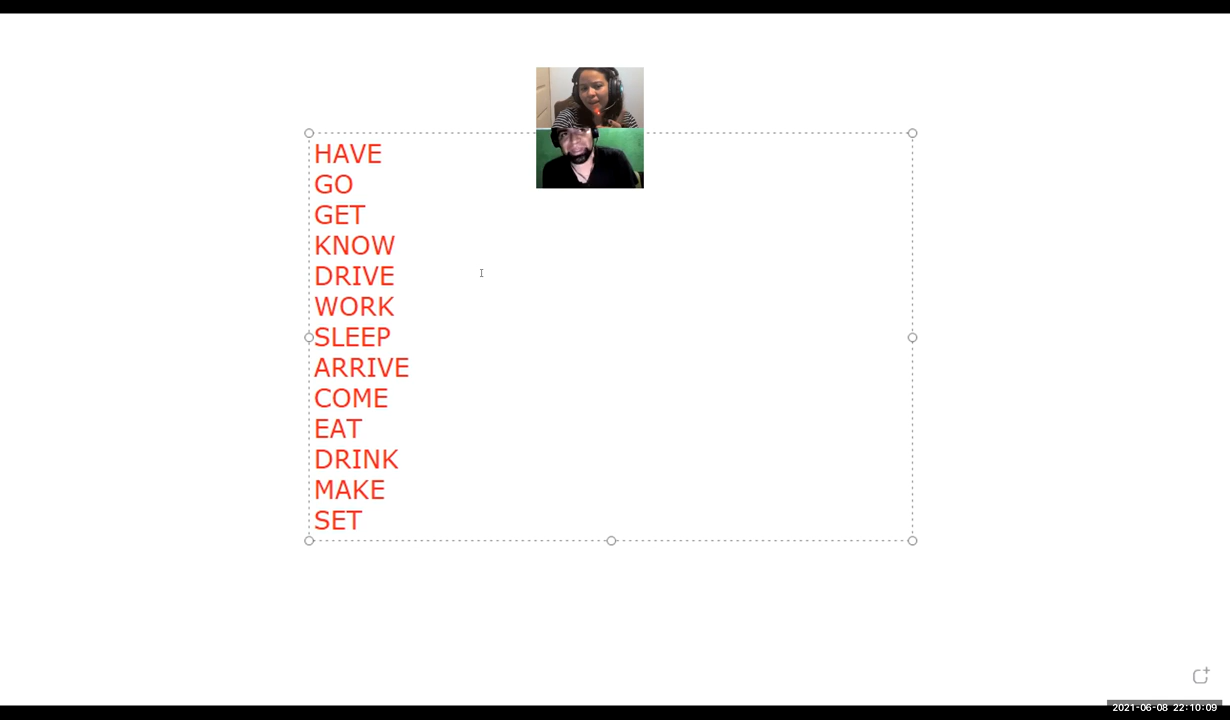 HAVE
GO
GET
KNOW
DRIVE
WORK
SLEEP
ARRIVE
COME
EAT
DRINK
MAKE
SET
2021-06-08 22:10:09